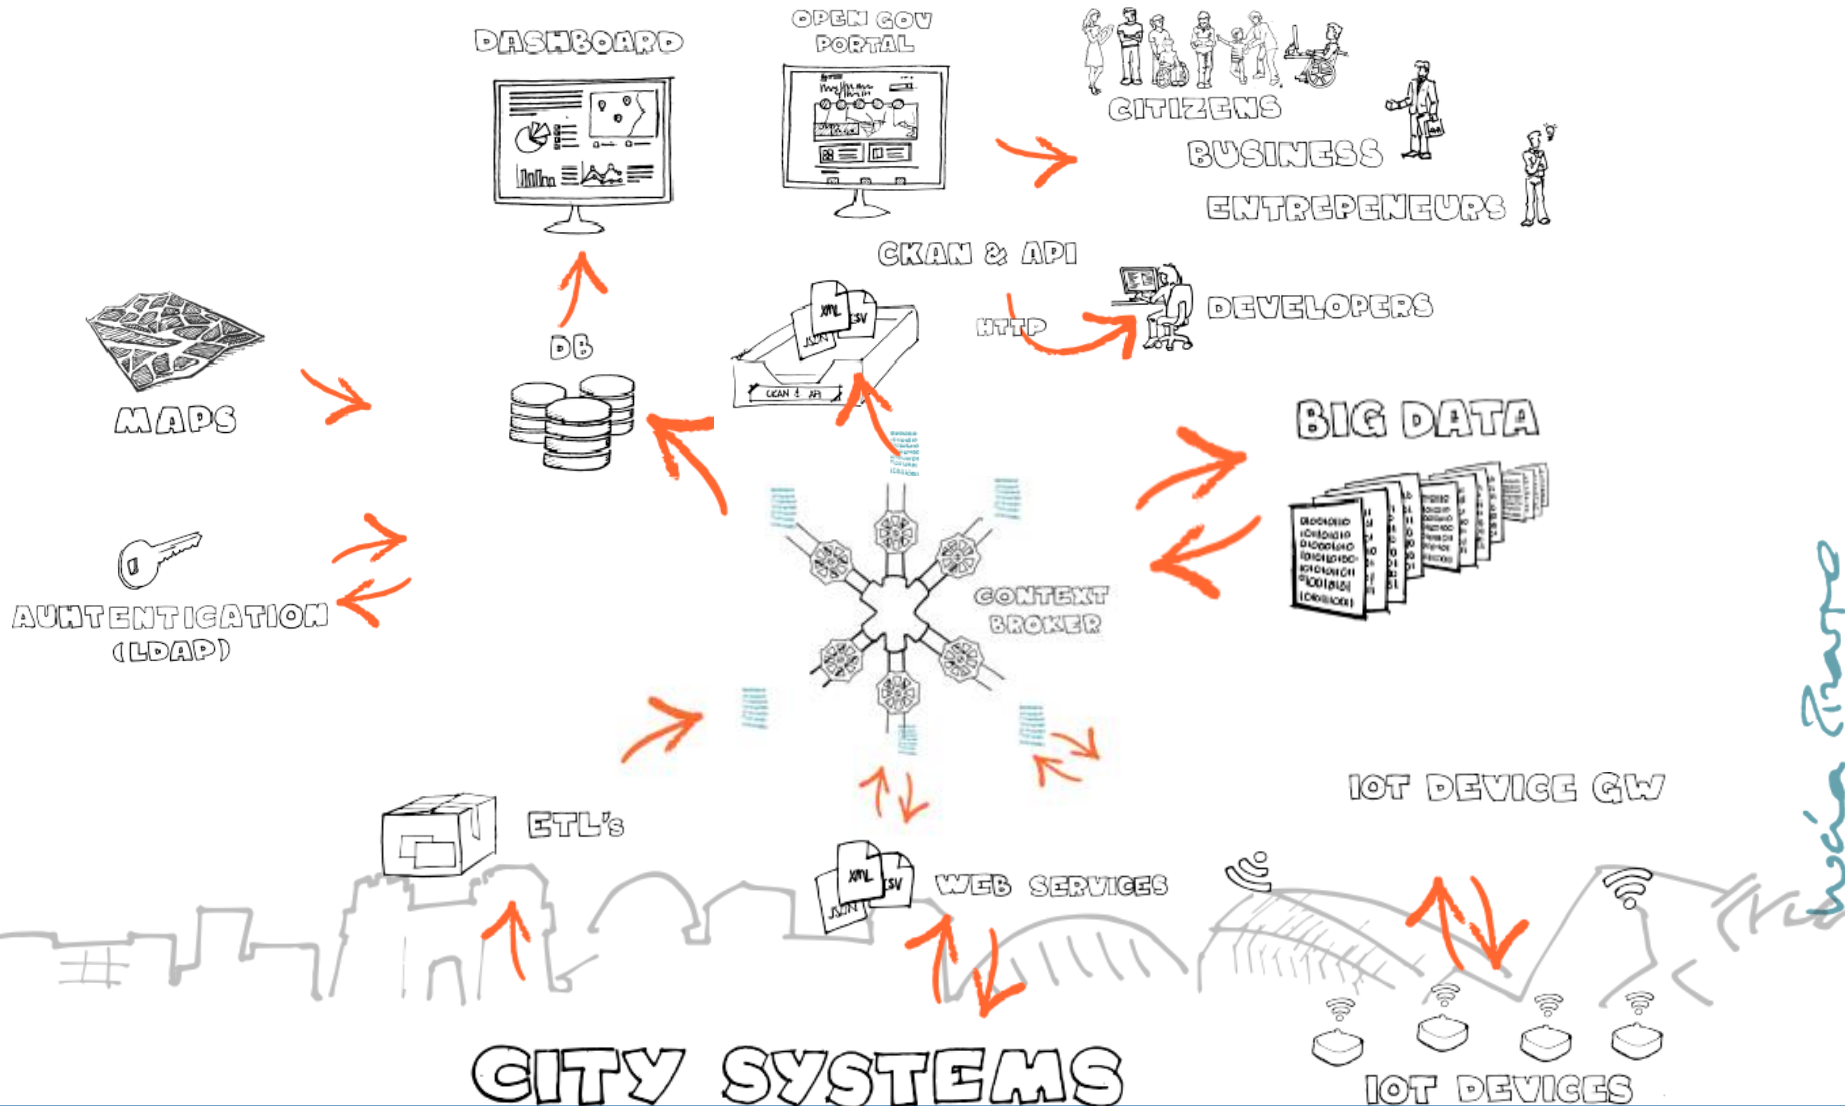 DASHBOARD
OPEN GOV
PORTAL
CITIZENS
BUSINESS
ENTREPENEURS
CKAN & API
HTTP
DEVELOPERS
XML
CSV
JSON
CKAN & API
MAPS
DB
BIG DATA
AUHTENTICATION
(LDAP)
CONTEXT
BROKER
ETL's
IOT DEVICE GW
XML
CSV
JSON
WEB SERVICES
CITY SYSTEMS
IOT DEVICES